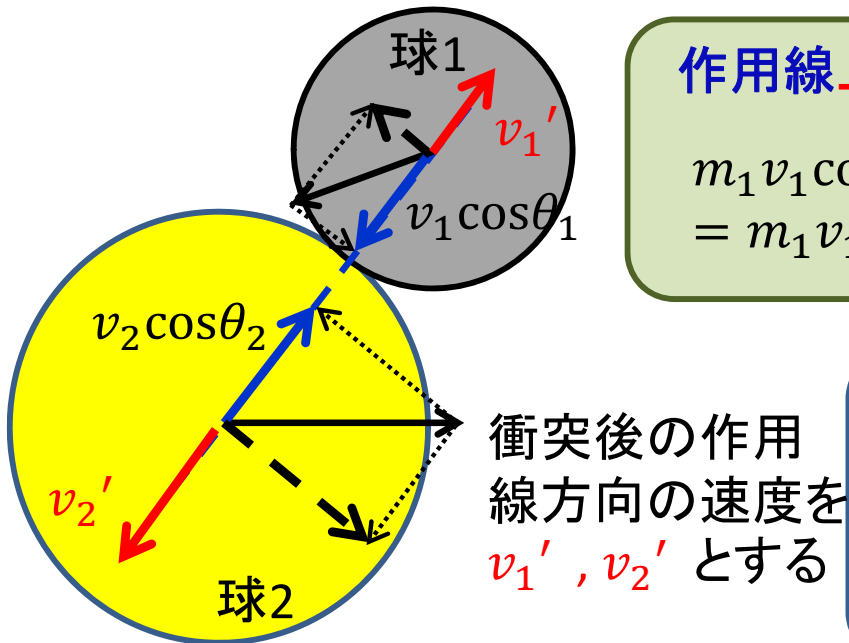 球1
v₁′
v₁cosθ₁
v₂cosθ₂
v₂′
球2
作用線
m₁v₁co
= m₁v₁
衝突後の作用
線方向の速度を
v₁′ , v₂′ とする